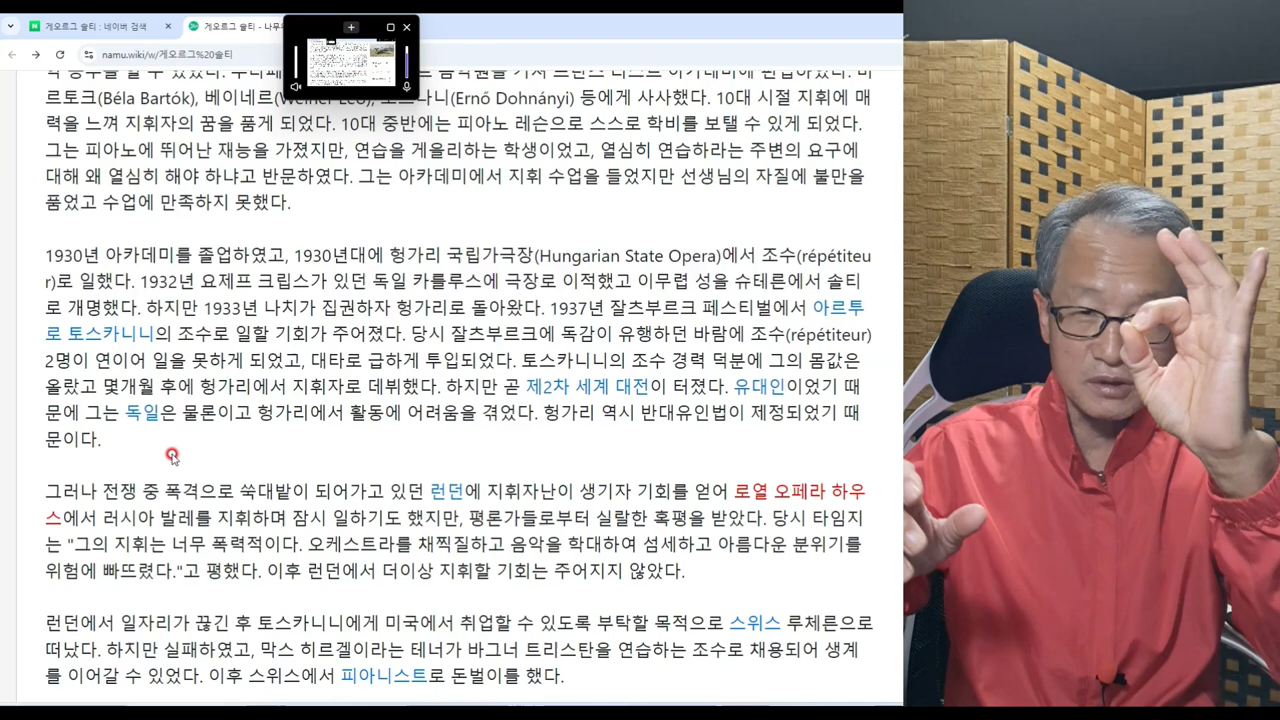 게오르그 솔티 : 네이버 검색
게오르그 솔티 - 나무
namu.wiki/w/게오르그%20솔티
르토크(Béla Bartók), 베이네르(Weiner Leó), (Ernő Dohnányi) 등에게 사사했다. 10대 시절 지휘에 매
력을 느껴 지휘자의 꿈을 품게 되었다. 10대 중반에는 피아노 레슨으로 스스로 학비를 보탤 수 있게 되었다.
그는 피아노에 뛰어난 재능을 가졌지만, 연습을 게을리하는 학생이었고, 열심히 연습하라는 주변의 요구에
대해 왜 열심히 해야 하냐고 반문하였다. 그는 아카데미에서 지휘 수업을 들었지만 선생님의 자질에 불만을
품었고 수업에 만족하지 못했다.
1930년 아카데미를 졸업하였고, 1930년대에 헝가리 국립가극장(Hungarian State Opera)에서 조수(répétiteu
r)로 일했다. 1932년 요제프 크립스가 있던 독일 카를루스에 극장로 이적했고 이무렵 성을 슈테른에서 솔티
로 개명했다. 하지만 1933년 나치가 집권하자 헝가리로 돌아왔다. 1937년 잘츠부르크 페스티벌에서 아르투
로 토스카니니의 조수로 일할 기회가 주어졌다. 당시 잘츠부르크에 독감이 유행하던 바람에 조수(répétiteur)
2명이 연이어 일을 못하게 되었고, 대타로 급하게 투입되었다. 토스카니니의 조수 경력 덕분에 그의 몸값은
올랐고 몇개월 후에 헝가리에서 지휘자로 데뷔했다. 하지만 곧 제2차 세계 대전이 터졌다. 유대인이었기 때
문에 그는 독일은 물론이고 헝가리에서 활동에 어려움을 겪었다. 헝가리 역시 반대유인법이 제정되었기 때
문이다.
그러나 전쟁 중 폭격으로 쑥대밭이 되어가고 있던 런던에 지휘자난이 생기자 기회를 얻어 로열 오페라 하우
스에서 러시아 발레를 지휘하며 잠시 일하기도 했지만, 평론가들로부터 실랄한 혹평을 받았다. 당시 타임지
는 "그의 지휘는 너무 폭력적이다. 오케스트라를 채찍질하고 음악을 학대하여 섬세하고 아름다운 분위기를
위험에 빠뜨렸다."고 평했다. 이후 런던에서 더이상 지휘할 기회는 주어지지 않았다.
런던에서 일자리가 끊긴 후 토스카니니에게 미국에서 취업할 수 있도록 부탁할 목적으로 스위스 루체른으로
떠났다. 하지만 실패하였고, 막스 히르겔이라는 테너가 바그너 트리스탄을 연습하는 조수로 채용되어 생계
를 이어갈 수 있었다. 이후 스위스에서 피아니스트로 돈벌이를 했다.